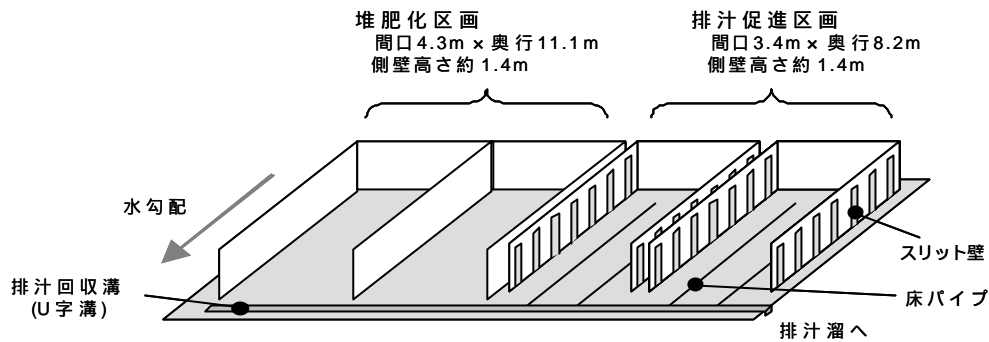 堆肥化区画
間口4.3m×奥行11.1m
側壁高さ約1.4m
排汁促進区画
間口3.4m×奥行8.2m
側壁高さ約1.4m
水勾配
スリット壁
排汁回収溝
(U字溝)
床パイプ
排汁溜へ